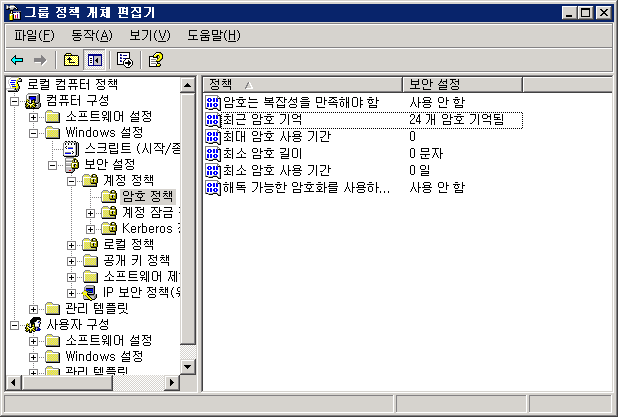 그룹 정책 개체 편집기
파일(F) 동작(A) 보기(V) 도움말(H)
로컬 컴퓨터 정책
컴퓨터 구성
소프트웨어 설정
Windows 설정
스크립트 (시작/종
보안 설정
계정 정책
암호 정책
계정 잠금
Kerberos
로컬 정책
공개 키 정책
소프트웨어 제
IP 보안 정책(
관리 템플릿
사용자 구성
소프트웨어 설정
Windows 설정
관리 템플릿
정책 보안 설정
암호는 복잡성을 만족해야 함 사용 안 함
최근 암호 기억 24 개 암호 기억됨
최대 암호 사용 기간 0
최소 암호 길이 0 문자
최소 암호 사용 기간 0 일
해독 가능한 암호화를 사용하... 사용 안 함